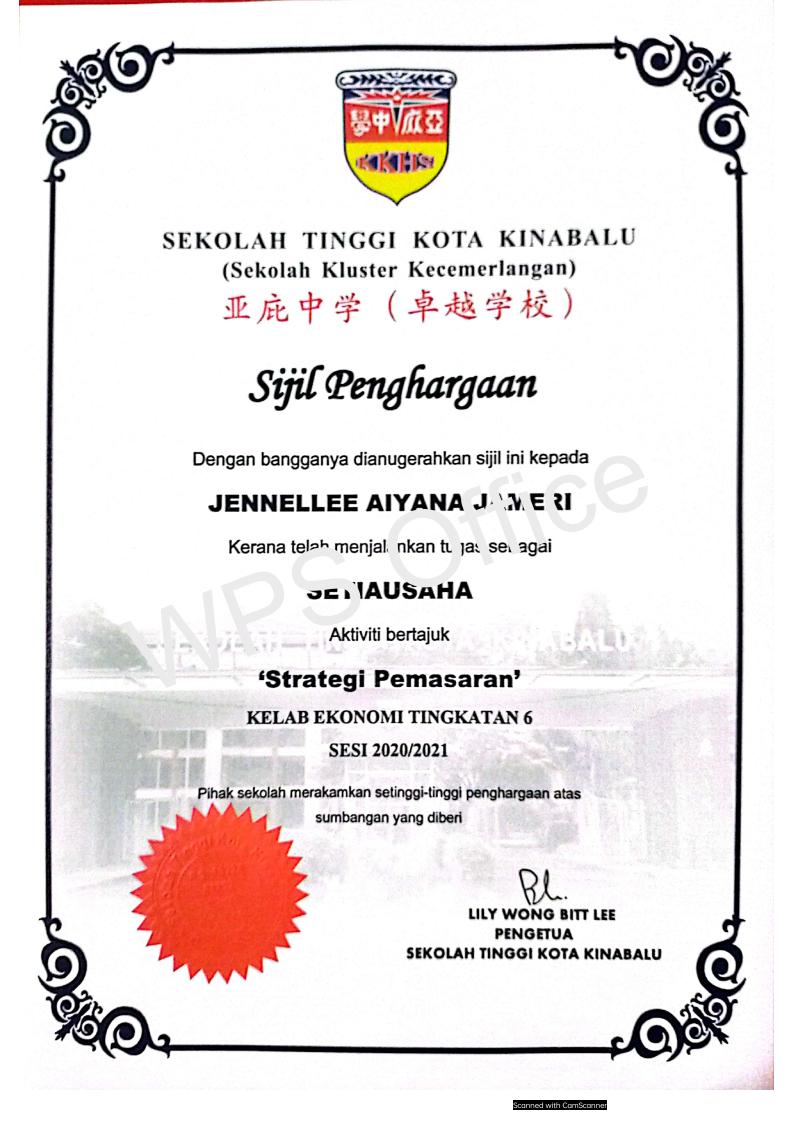 學中庇亞
KKHS
SEKOLAH TINGGI KOTA KINABALU
(Sekolah Kluster Kecemerlangan)
亚庇中学（卓越学校）
Sijil Penghargaan
Dengan bangganya dianugerahkan sijil ini kepada
JENNELLEE AIYANA JAMERI
Kerana telah menjalankan tugas sebagai
SETIAUSAHA
Aktiviti bertajuk
‘Strategi Pemasaran’
KELAB EKONOMI TINGKATAN 6
SESI 2020/2021
Pihak sekolah merakamkan setinggi-tinggi penghargaan atas
sumbangan yang diberi
LILY WONG BITT LEE
PENGETUA
SEKOLAH TINGGI KOTA KINABALU
WPS Office
Scanned with CamScanner